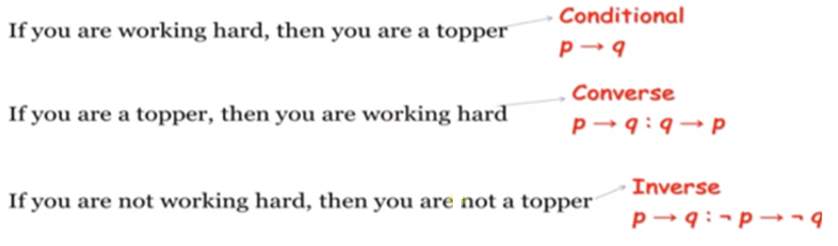 If you are working hard, then you are a topper
Conditional
p → q
If you are a topper, then you are working hard
Converse
p → q : q → p
If you are not working hard, then you are not a topper
Inverse
p → q : ¬ p → ¬ q